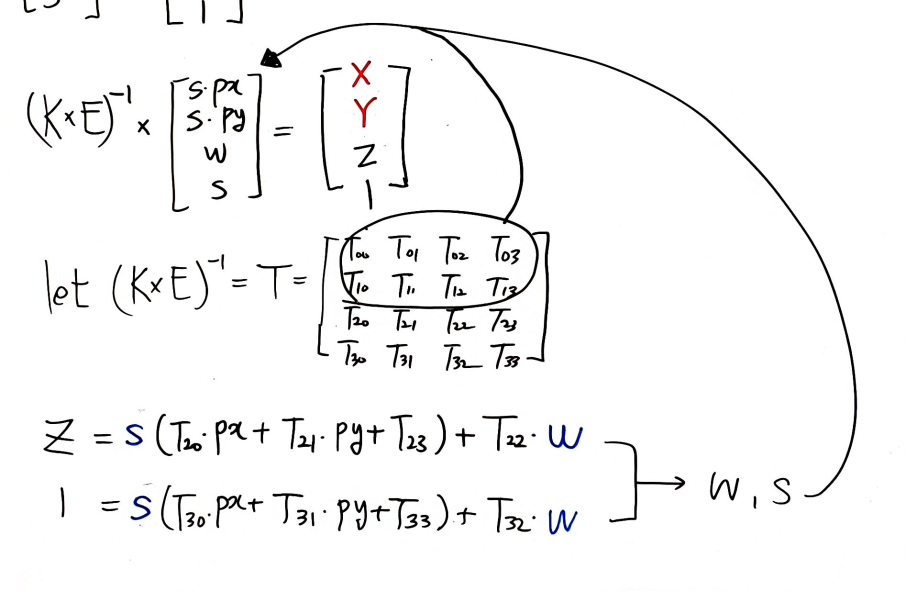 (K×E)⁻¹ × [s·px s·py w s] = [X Y Z 1]
let (K×E)⁻¹ = T = [T00 T01 T02 T03
T10 T11 T12 T13
T20 T21 T22 T23
T30 T31 T32 T33]
Z = s(T20·px + T21·py + T23) + T22·w
1 = s(T30·px + T31·py + T33) + T32·w
→ w, s